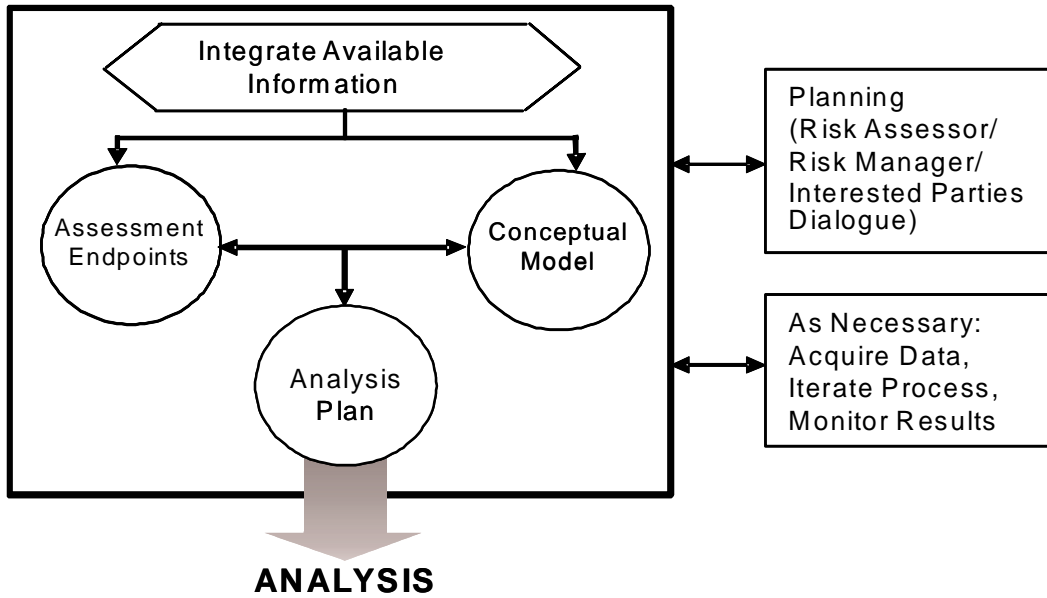 Integrate Available
Information
Assessment
Endpoints
Conceptual
Model
Analysis
Plan
ANALYSIS
Planning
(Risk Assessor/
Risk Manager/
Interested Parties
Dialogue)
As Necessary:
Acquire Data,
Iterate Process,
Monitor Results